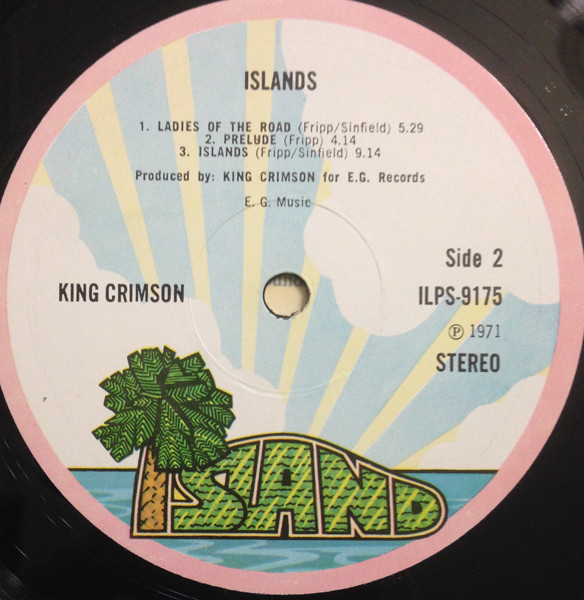 ISLANDS
1. LADIES OF THE ROAD (Fripp/Sinfield) 5.29
2. PRELUDE (Fripp) 4.14
3. ISLANDS (Fripp/Sinfield) 9.14
Produced by: KING CRIMSON for E.G. Records
E. G. Music
Side 2
KING CRIMSON
ILPS-9175
Ⓟ 1971
STEREO
ISLAND